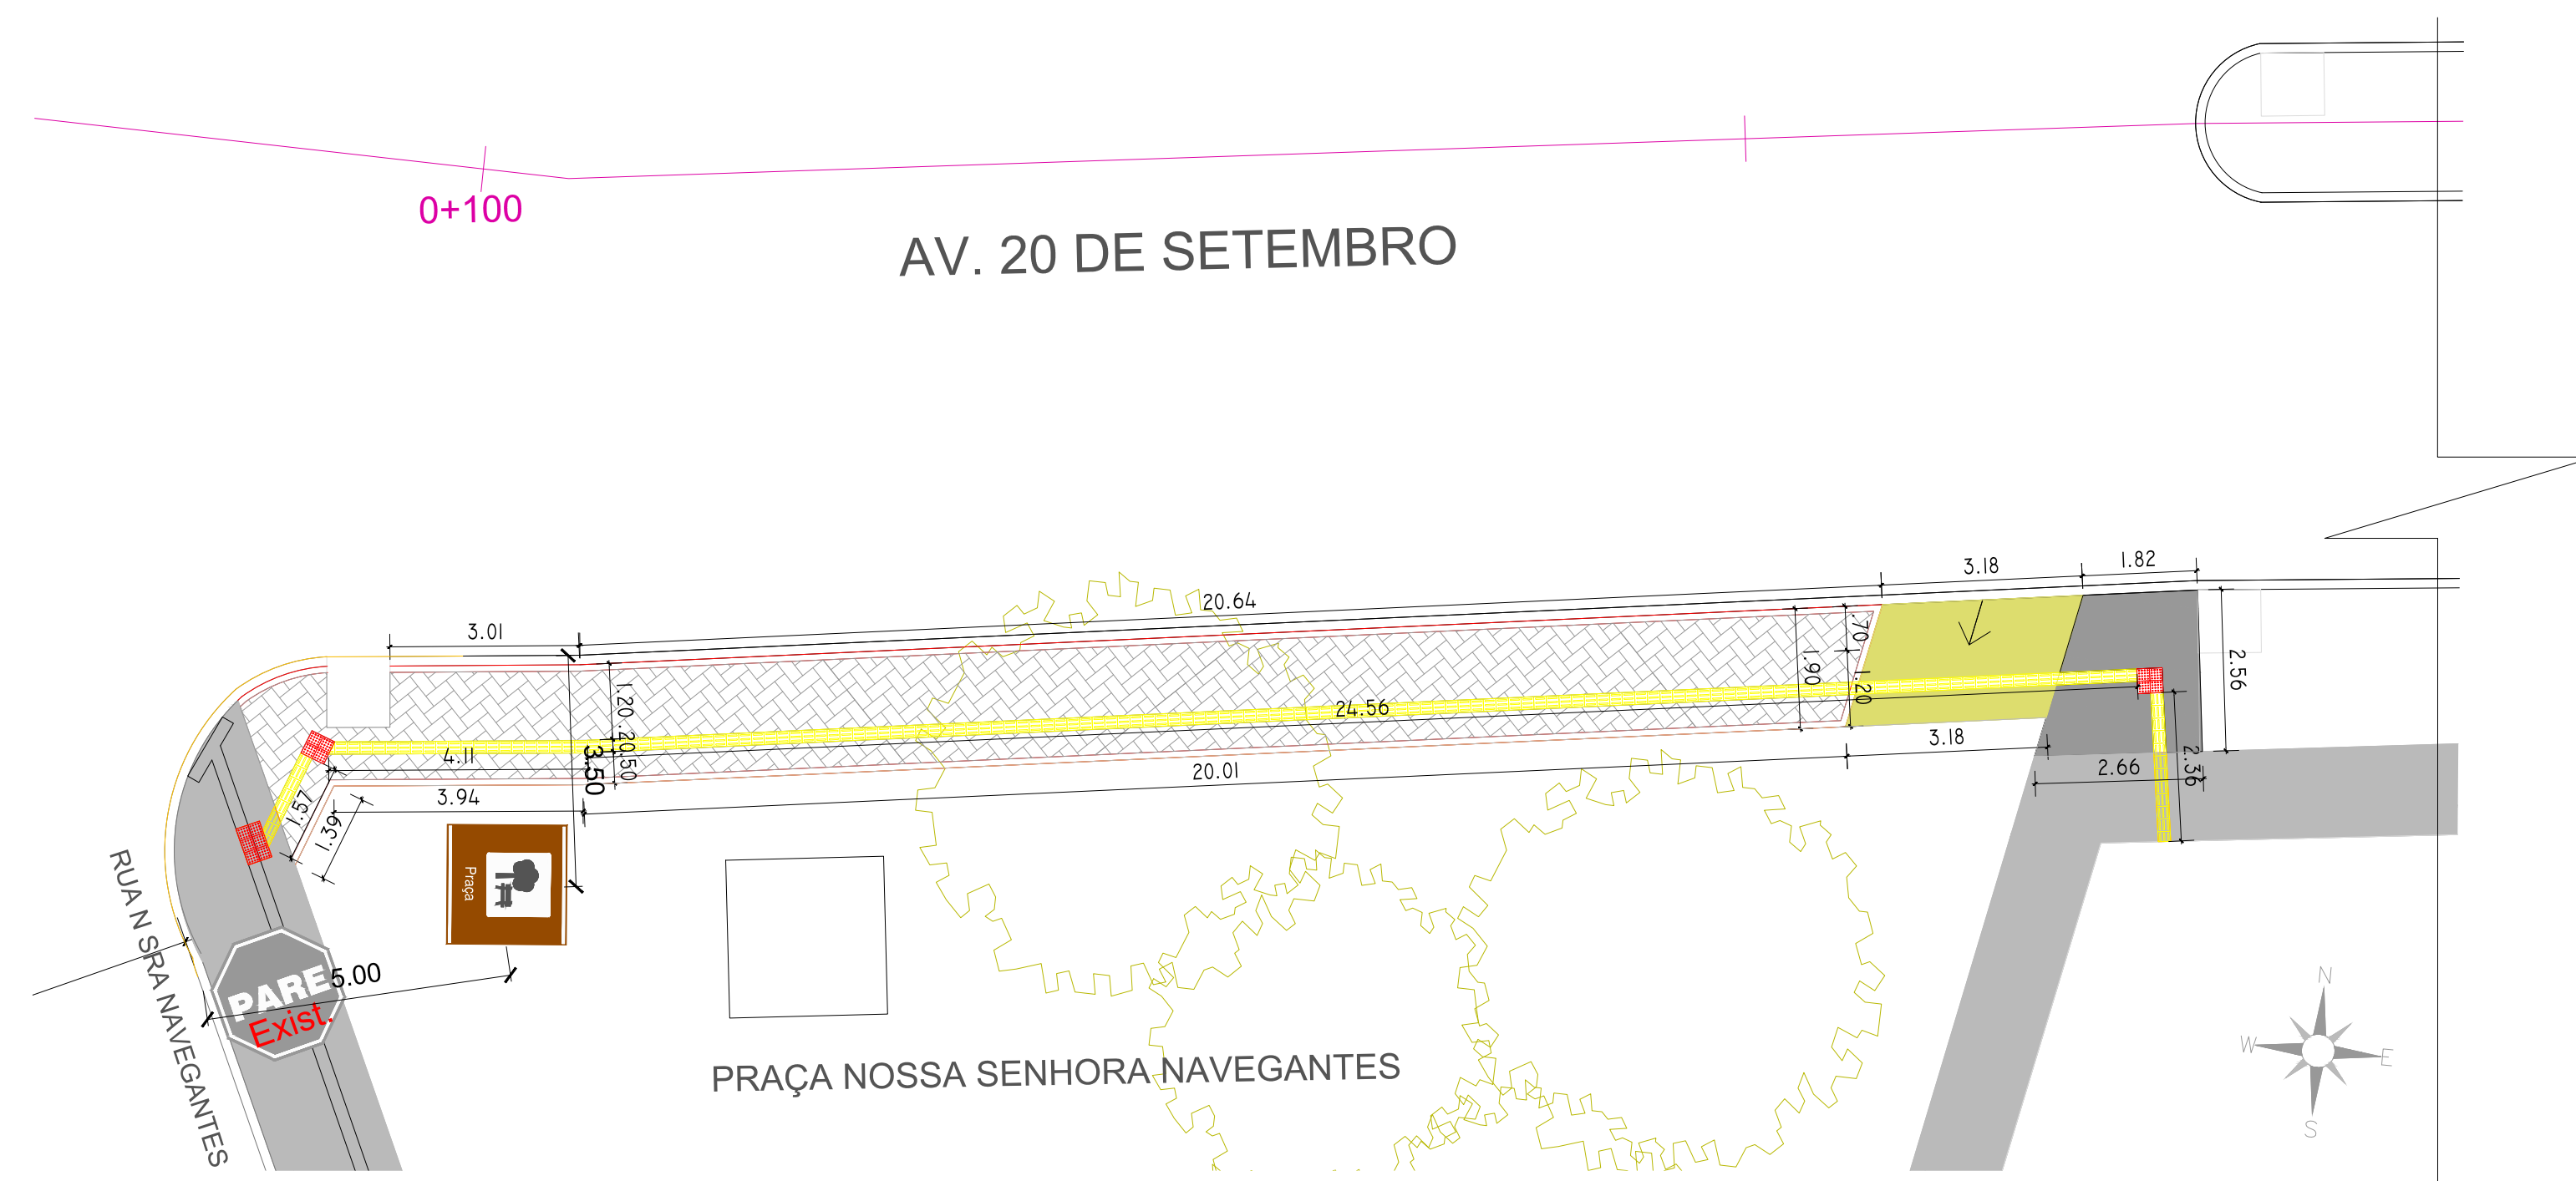 0+100
AV. 20 DE SETEMBRO
3.18
1.82
20.64
3.01
.70
1.90
1.20
2.56
1.20
.20
.50
24.56
3.50
4.11
3.18
2.66
2.36
20.01
3.94
1.57
1.39
Praça
RUA N SRA NAVEGANTES
PARE
Exist.
5.00
PRAÇA NOSSA SENHORA NAVEGANTES
N
W
E
S